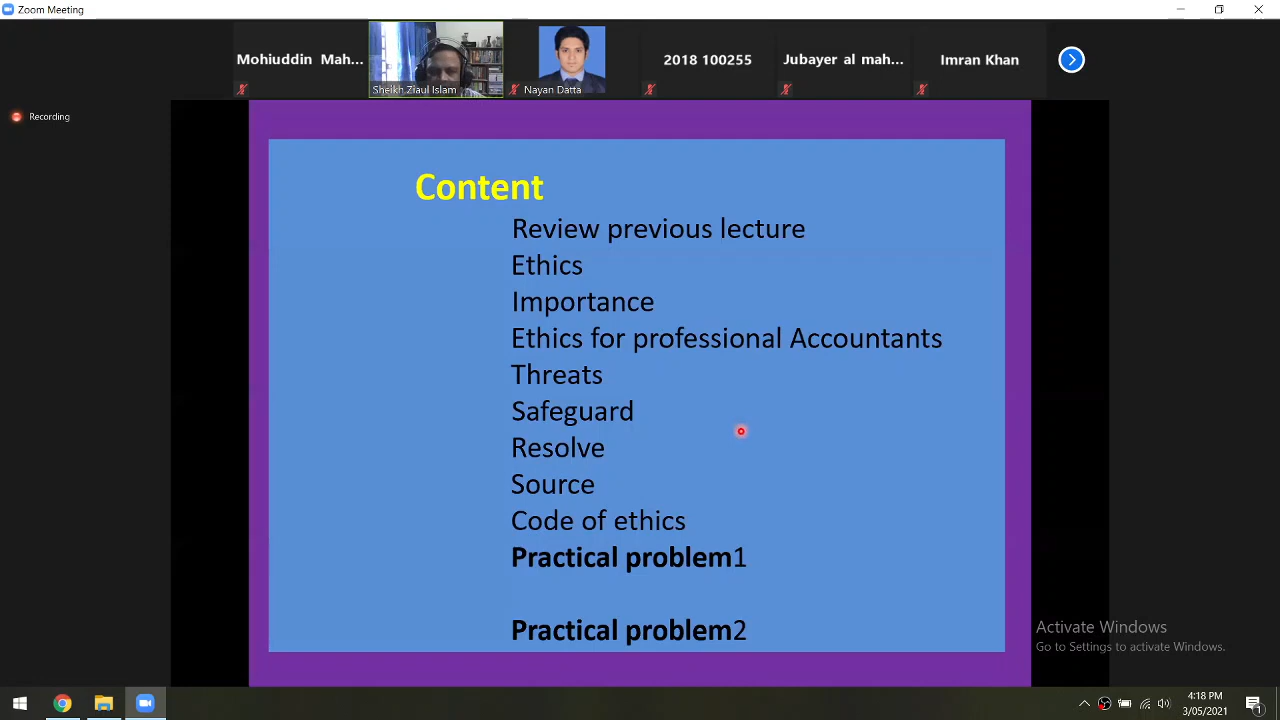 Zoom Meeting
Mohiuddin Mah...
Sheikh Ziaul Islam
Nayan Datta
2018 100255
Jubayer al mah...
Imran Khan
Recording
Content
Review previous lecture
Ethics
Importance
Ethics for professional Accountants
Threats
Safeguard
Resolve
Source
Code of ethics
Practical problem1
Practical problem2
Activate Windows
Go to Settings to activate Windows.
4:18 PM
3/05/2021
1